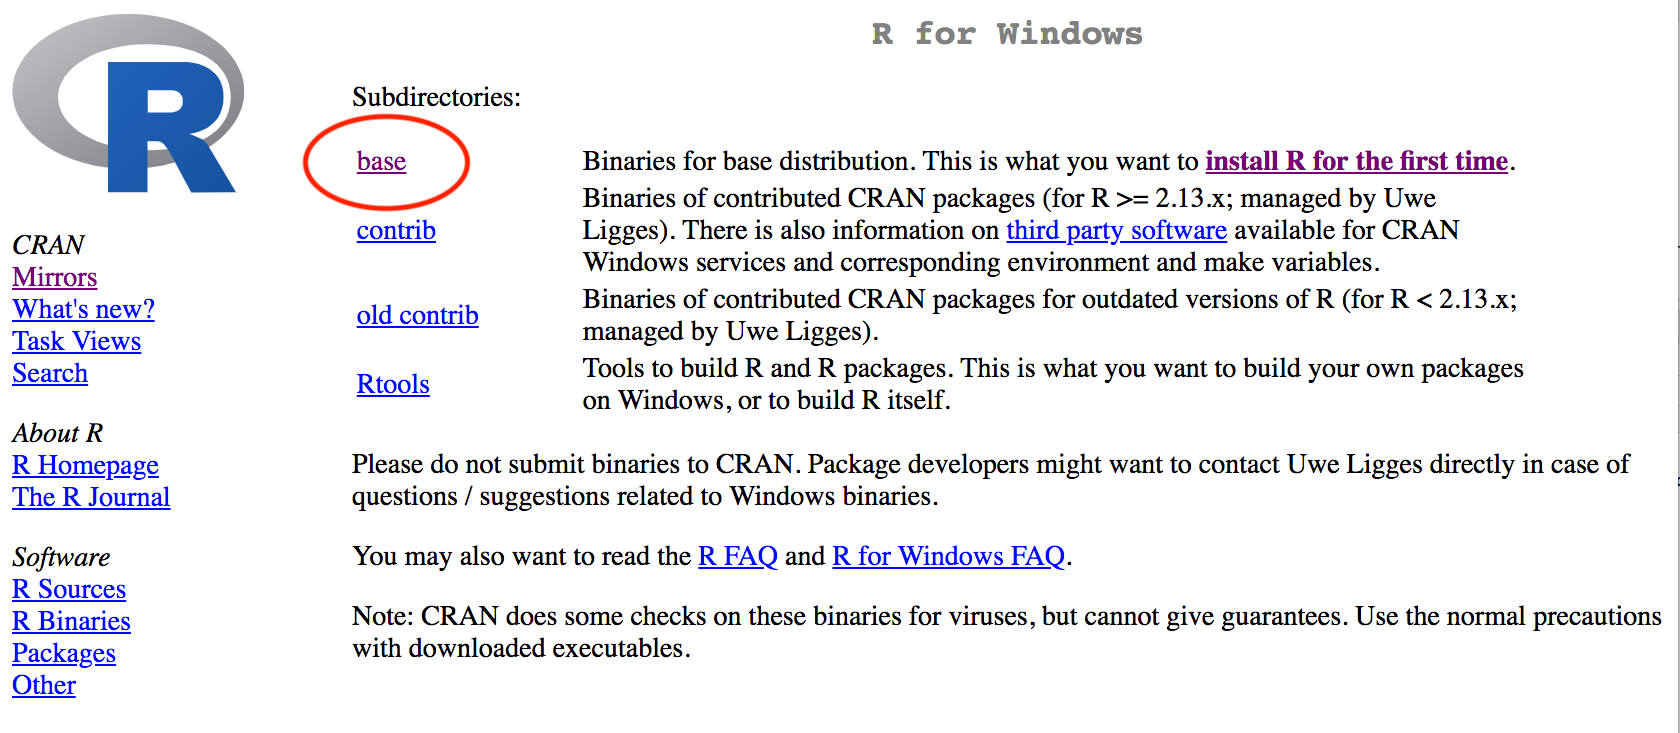 R
R for Windows
Subdirectories:
base
Binaries for base distribution. This is what you want to install R for the first time.
contrib
Binaries of contributed CRAN packages (for R >= 2.13.x; managed by Uwe
Ligges). There is also information on third party software available for CRAN
Windows services and corresponding environment and make variables.
old contrib
Binaries of contributed CRAN packages for outdated versions of R (for R < 2.13.x;
managed by Uwe Ligges).
Rtools
Tools to build R and R packages. This is what you want to build your own packages
on Windows, or to build R itself.
Please do not submit binaries to CRAN. Package developers might want to contact Uwe Ligges directly in case of
questions / suggestions related to Windows binaries.
You may also want to read the R FAQ and R for Windows FAQ.
Note: CRAN does some checks on these binaries for viruses, but cannot give guarantees. Use the normal precautions
with downloaded executables.
CRAN
Mirrors
What's new?
Task Views
Search
About R
R Homepage
The R Journal
Software
R Sources
R Binaries
Packages
Other